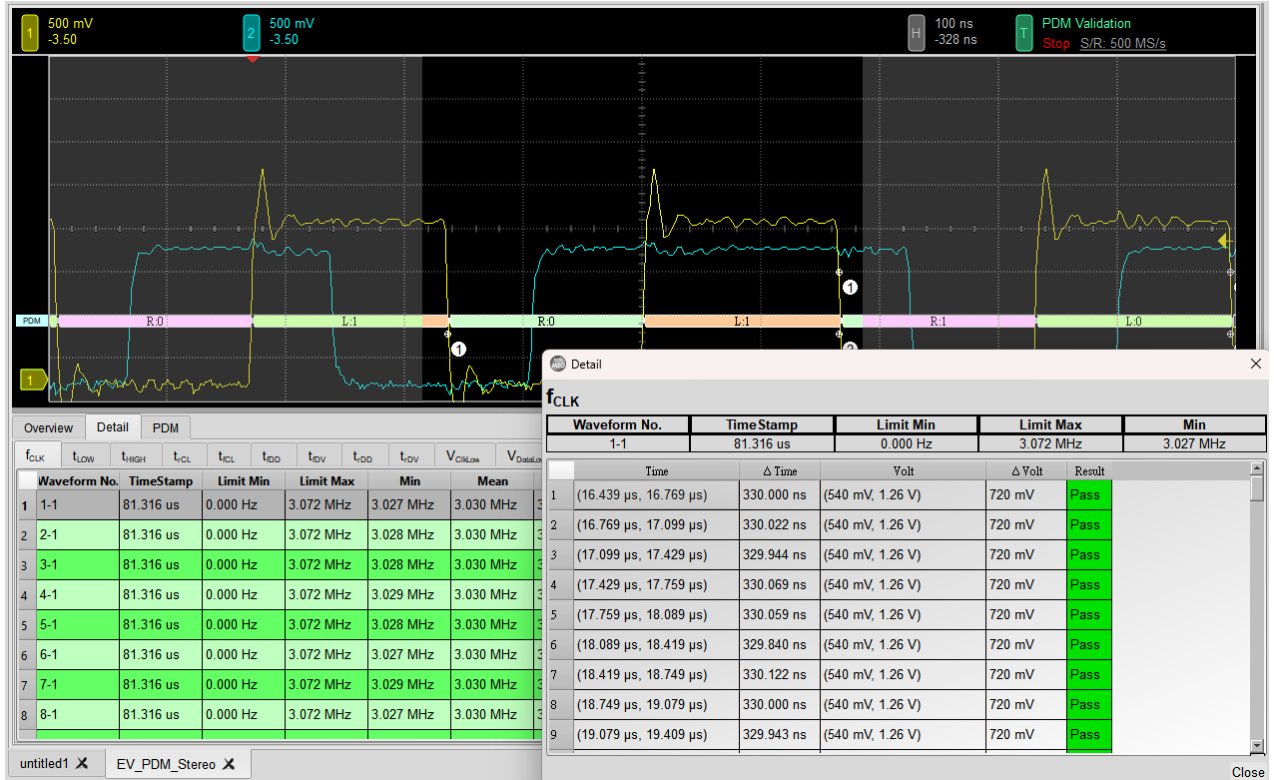 1 500 mV
-3.50
2 500 mV
-3.50
H 100 ns
-328 ns
T PDM Validation
Stop S/R: 500 MS/s
PDM R:0 L:1 R:0 L:1 R:1 L:0
1
1
1
Detail
fCLK
Waveform No. TimeStamp Limit Min Limit Max Min
1-1 81.316 us 0.000 Hz 3.072 MHz 3.027 MHz
Time Δ Time Volt Δ Volt Result
1 (16.439 µs, 16.769 µs) 330.000 ns (540 mV, 1.26 V) 720 mV Pass
2 (16.769 µs, 17.099 µs) 330.022 ns (540 mV, 1.26 V) 720 mV Pass
3 (17.099 µs, 17.429 µs) 329.944 ns (540 mV, 1.26 V) 720 mV Pass
4 (17.429 µs, 17.759 µs) 330.069 ns (540 mV, 1.26 V) 720 mV Pass
5 (17.759 µs, 18.089 µs) 330.059 ns (540 mV, 1.26 V) 720 mV Pass
6 (18.089 µs, 18.419 µs) 329.840 ns (540 mV, 1.26 V) 720 mV Pass
7 (18.419 µs, 18.749 µs) 330.122 ns (540 mV, 1.26 V) 720 mV Pass
8 (18.749 µs, 19.079 µs) 330.000 ns (540 mV, 1.26 V) 720 mV Pass
9 (19.079 µs, 19.409 µs) 329.943 ns (540 mV, 1.26 V) 720 mV Pass
Close
Overview Detail PDM
fCLK tLOW tHIGH trCL tfCL tfDD tfDV trDD trDV VClkLow
Waveform No. TimeStamp Limit Min Limit Max Min Mean
1 1-1 81.316 us 0.000 Hz 3.072 MHz 3.027 MHz 3.030 MHz
2 2-1 81.316 us 0.000 Hz 3.072 MHz 3.028 MHz 3.030 MHz
3 3-1 81.316 us 0.000 Hz 3.072 MHz 3.028 MHz 3.030 MHz
4 4-1 81.316 us 0.000 Hz 3.072 MHz 3.029 MHz 3.030 MHz
5 5-1 81.316 us 0.000 Hz 3.072 MHz 3.028 MHz 3.030 MHz
6 6-1 81.316 us 0.000 Hz 3.072 MHz 3.027 MHz 3.030 MHz
7 7-1 81.316 us 0.000 Hz 3.072 MHz 3.029 MHz 3.030 MHz
8 8-1 81.316 us 0.000 Hz 3.072 MHz 3.027 MHz 3.030 MHz
untitled1 EV_PDM_Stereo